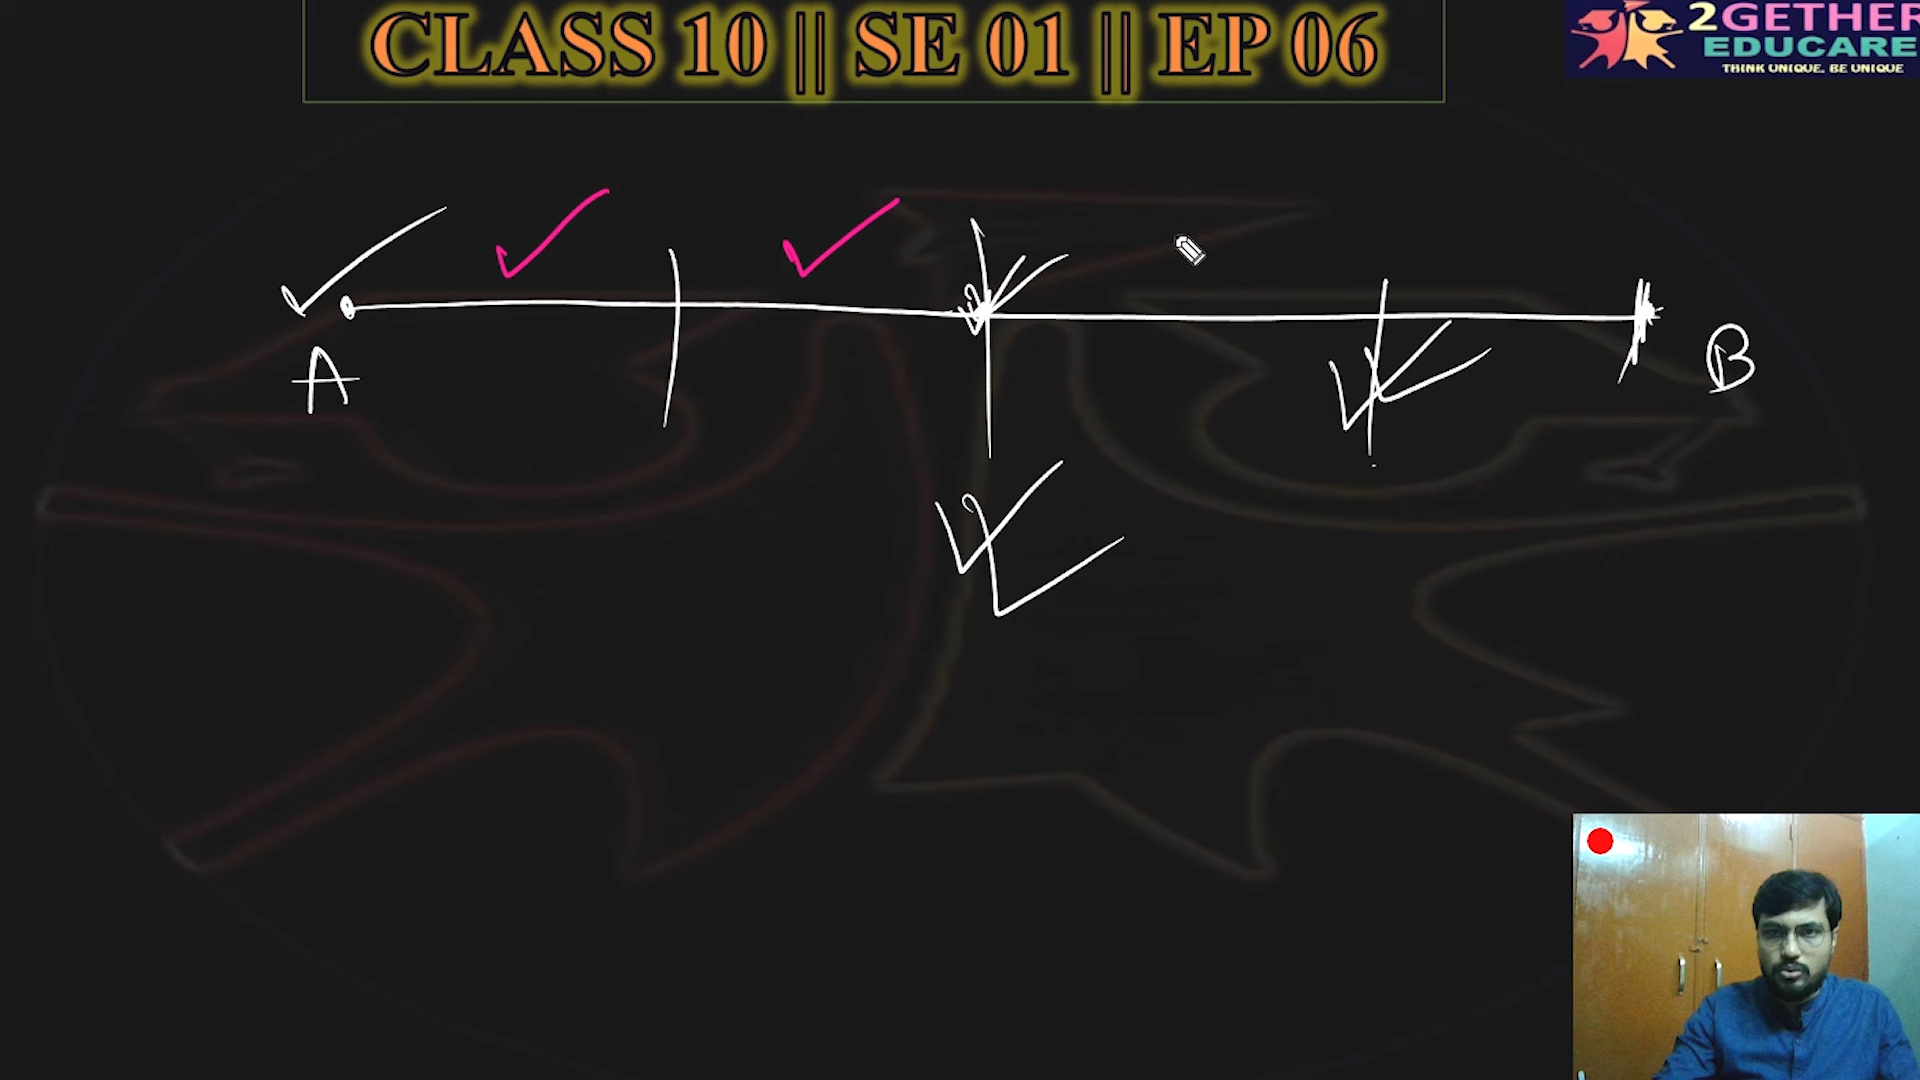 CLASS 10 || SE 01 || EP 06
2GETHER
EDUCARE
THINK UNIQUE, BE UNIQUE
A
B